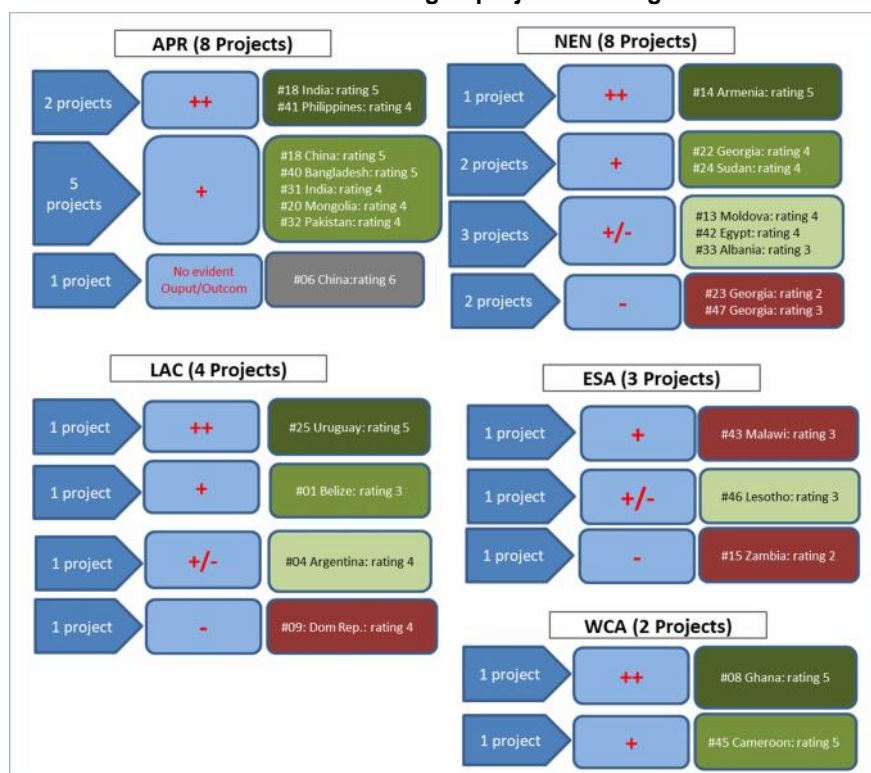 APR (8 Projects)
2 projects
++
#18 India: rating 5
#41 Philippines: rating 4
5
projects
+
#18 China: rating 5
#40 Bangladesh: rating 5
#31 India: rating 4
#20 Mongolia: rating 4
#32 Pakistan: rating 4
1 project
No evident
Ouput/Outcom
#06 China:rating 6
NEN (8 Projects)
1 project
++
#14 Armenia: rating 5
2 projects
+
#22 Georgia: rating 4
#24 Sudan: rating 4
3 projects
+/-
#13 Moldova: rating 4
#42 Egypt: rating 4
#33 Albania: rating 3
2 projects
-
#23 Georgia: rating 2
#47 Georgia: rating 3
LAC (4 Projects)
1 project
++
#25 Uruguay: rating 5
1 project
+
#01 Belize: rating 3
1 project
+/-
#04 Argentina: rating 4
1 project
-
#09: Dom Rep.: rating 4
ESA (3 Projects)
1 project
+
#43 Malawi: rating 3
1 project
+/-
#46 Lesotho: rating 3
1 project
-
#15 Zambia: rating 2
WCA (2 Projects)
1 project
++
#08 Ghana: rating 5
1 project
+
#45 Cameroon: rating 5